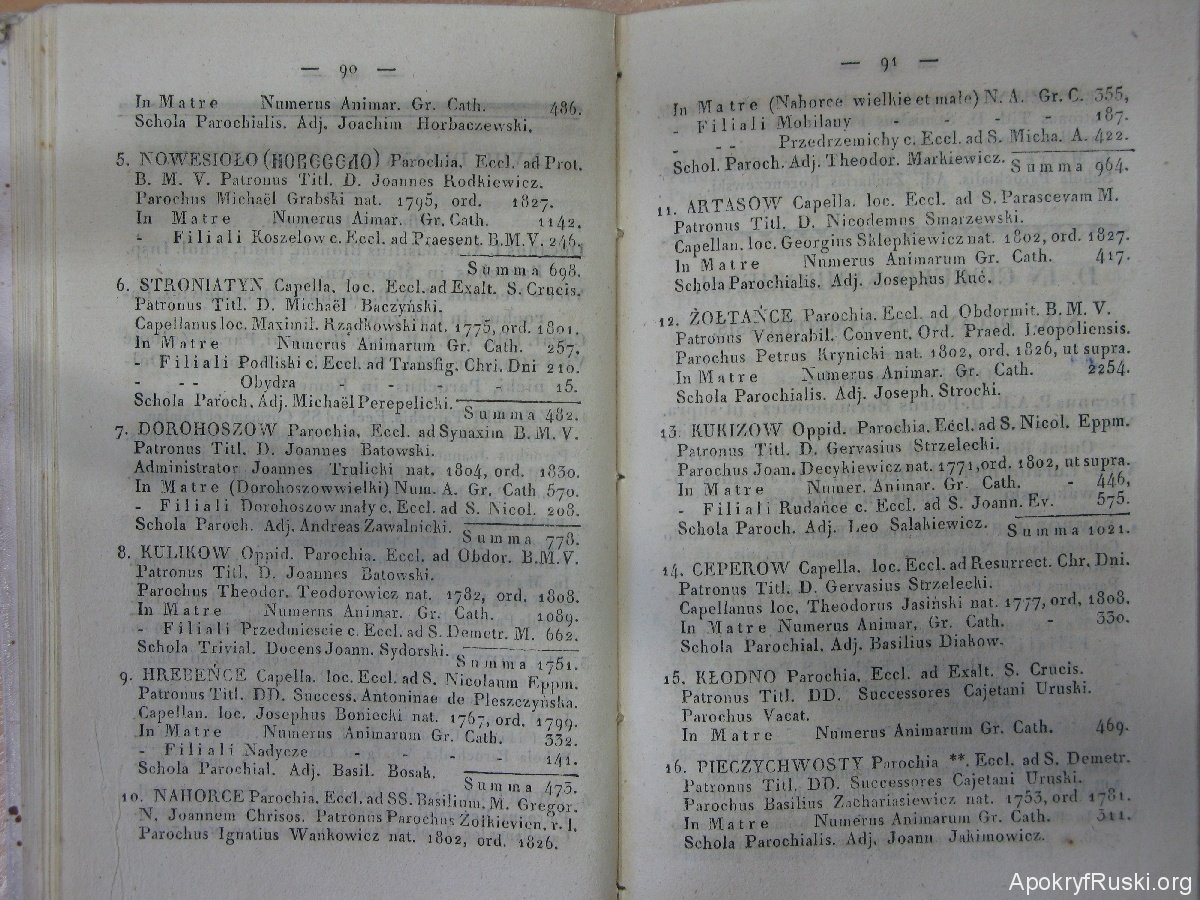 — 90 —
In Matre Numerus Animar. Gr. Cath. 486.
Schola Parochialis. Adj. Joachim Horbaczewski.
5. NOWESIOŁO (НОВЕСЕЛО) Parochia. Eccl. ad Prot.
B. M. V. Patronus Titl. D. Joannes Rodkiewicz.
Parochus Michaël Grabski nat. 1795, ord. 1827.
In Matre Numerus Aimar. Gr. Cath. 1142.
- Filiali Koszelow c. Eccl. ad Praesent. B.M.V. 246.
Summa 698.
6. STRONIATYN Capella. loc. Eccl. ad Exalt. S. Crucis.
Patronus Titl. D. Michaël Baczyński.
Capellanus loc. Maximil. Rządkowski nat. 1775, ord. 1801.
In Matre Numerus Animarum Gr. Cath. 257.
- Filiali Podliski c. Eccl. ad Transfig. Chri. Dni 210.
- -- Obydra - - - - 15.
Schola Paroch. Adj. Michaël Perepelicki.
Summa 482.
7. DOROHOSZOW Parochia, Eccl. ad Synaxim B. M. V.
Patronus Titl. D. Joannes Batowski.
Administrator Joannes Trulicki nat. 1804, ord. 1830.
In Matre (Dorohoszow wielki) Num. A. Gr. Cath 570.
- Filiali Dorohoszow mały c. Eccl. ad S. Nicol. 208.
Schola Paroch. Adj. Andreas Zawalnicki.
Summa 778.
8. KULIKOW Oppid. Parochia. Eccl. ad Obdor. B.M.V.
Patronus Titl. D. Joannes Batowski.
Parochus Theodor. Teodorowicz nat. 1782, ord. 1808.
In Matre Numerus Animar. Gr. Cath. 1089.
- Filiali Przedmiescie c. Eccl. ad S. Demetr. M. 662.
Schola Trivial. Docens Joann. Sydorski.
Summa 1751.
9. HREBEŃCE Capella. loc. Eccl. ad S. Nicolaum Eppm.
Patronus Titl. DD. Success. Antoninae de Pleszczyńska.
Capellan. loc. Josephus Boniecki nat. 1767, ord. 1799.
In Matre Numerus Animarum Gr. Cath. 332.
- Filiali Nadycze - - - - 141.
Schola Parochial. Adj. Basil. Bosak.
Summa 473.
10. NAHORCE Parochia, Eccl. ad SS. Basilium. M. Gregor.
N. Joannem Chrisos. Patronus Parochus Zołkievien. r. l.
Parochus Ignatius Wankowicz nat. 1802, ord. 1826.
— 91 —
In Matre (Nahorce wielkie et małe) N. A. Gr. C. 355,
- Filiali Mohilany - - - - 187.
- -- Przedrzemichy c. Eccl. ad S. Micha. A. 422.
Schol. Paroch. Adj. Theodor. Markiewicz.
Summa 964.
11. ARTASOW Capella. loc. Eccl. ad S. Parascevam M.
Patronus Titl. D. Nicodemus Smarzewski.
Capellan. loc. Georgius Sklepkiewicz nat. 1802, ord. 1827.
In Matre Numerus Animarum Gr. Cath. 417.
Schola Parochialis. Adj. Josephus Kuć.
12. ŻOŁTAŃCE Parochia. Eccl. ad Obdormit. B. M. V.
Patronus Venerabil. Convent. Ord. Praed. Leopoliensis.
Parochus Petrus Krynicki nat. 1802, ord. 1826, ut supra.
In Matre Numerus Animar. Gr. Cath. 2254.
Schola Parochialis. Adj. Joseph. Strocki.
13. KUKIZOW Oppid. Parochia. Eccl. ad S. Nicol. Eppm.
Patronus Titl. D. Gervasius Strzelecki.
Parochus Joan. Decykiewicz nat. 1771, ord. 1802, ut supra.
In Matre Numer. Animar. Gr. Cath. - 446,
- Filiali Rudańce c. Eccl. ad S. Joann. Ev. 575.
Schola Paroch. Adj. Leo Salakiewicz.
Summa 1021.
14. CEPEROW Capella. loc. Eccl. ad Resurrect. Chr. Dni.
Patronus Titl. D. Gervasius Strzelecki.
Capellanus loc. Theodorus Jasiński nat. 1777, ord. 1808.
In Matre Numerus Animar. Gr. Cath. - 330.
Schola Parochial. Adj. Basilius Diakow.
15. KŁODNO Parochia, Eccl. ad Exalt. S. Crucis.
Patronus Titl. DD. Successores Cajetani Uruski.
Parochus Vacat.
In Matre Numerus Animarum Gr. Cath. 469.
16. PIECZYCHWOSTY Parochia **. Eccl. ad S. Demetr.
Patronus Titl. DD. Successores Cajetani Uruski.
Parochus Basilius Zachariasiewicz nat. 1753, ord 1781.
In Matre Numerus Animarum Gr. Cath. 311.
Schola Parochialis. Adj. Joann Jakimowicz.
ApokryfRuski.org